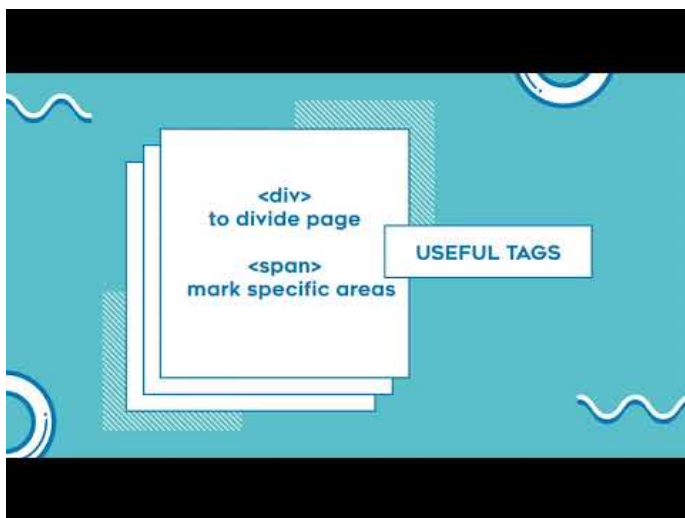 <div>
to divide page
<span>
mark specific areas
USEFUL TAGS